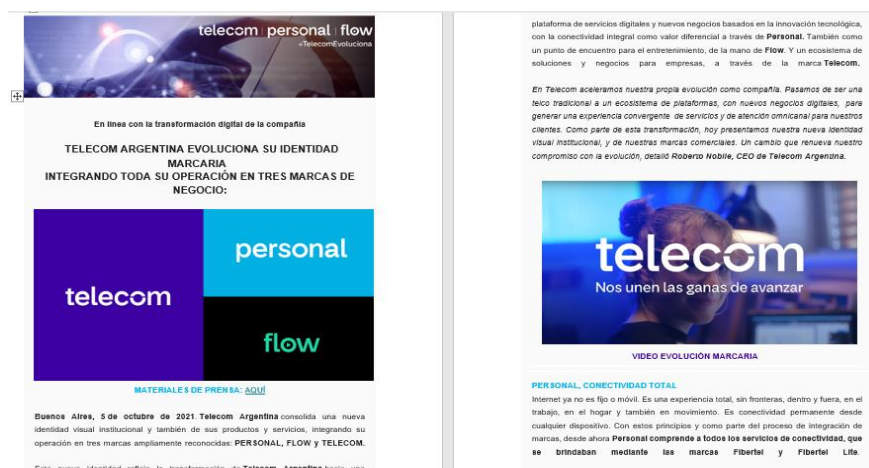 telecom | personal | flow
#TelecomEvoluciona
En línea con la transformación digital de la compañía
TELECOM ARGENTINA EVOLUCIONA SU IDENTIDAD
MARCARIA
INTEGRANDO TODA SU OPERACIÓN EN TRES MARCAS DE
NEGOCIO:
telecom
personal
flow
MATERIALES DE PRENSA: AQUÍ
Buenos Aires, 5 de octubre de 2021. Telecom Argentina consolida una nueva
identidad visual institucional y también de sus productos y servicios, integrando su
operación en tres marcas ampliamente reconocidas: PERSONAL, FLOW y TELECOM.
Esta nueva identidad refleja la transformación de Telecom Argentina hacia una
plataforma de servicios digitales y nuevos negocios basados en la innovación tecnológica,
con la conectividad integral como valor diferencial a través de Personal. También como
un punto de encuentro para el entretenimiento, de la mano de Flow. Y un ecosistema de
soluciones y negocios para empresas, a través de la marca Telecom.
En Telecom aceleramos nuestra propia evolución como compañía. Pasamos de ser una
telco tradicional a un ecosistema de plataformas, con nuevos negocios digitales, para
generar una experiencia convergente de servicios y de atención omnicanal para nuestros
clientes. Como parte de esta transformación, hoy presentamos nuestra nueva identidad
visual institucional, y de nuestras marcas comerciales. Un cambio que renueva nuestro
compromiso con la evolución, detalló Roberto Nobile, CEO de Telecom Argentina.
telecom
Nos unen las ganas de avanzar
VIDEO EVOLUCIÓN MARCARIA
PERSONAL, CONECTIVIDAD TOTAL
Internet ya no es fijo o móvil. Es una experiencia total, sin fronteras, dentro y fuera, en el
trabajo, en el hogar y también en movimiento. Es conectividad permanente desde
cualquier dispositivo. Con estos principios y como parte del proceso de integración de
marcas, desde ahora Personal comprende a todos los servicios de conectividad, que
se brindaban mediante las marcas Fibertel y Fibertel Life.